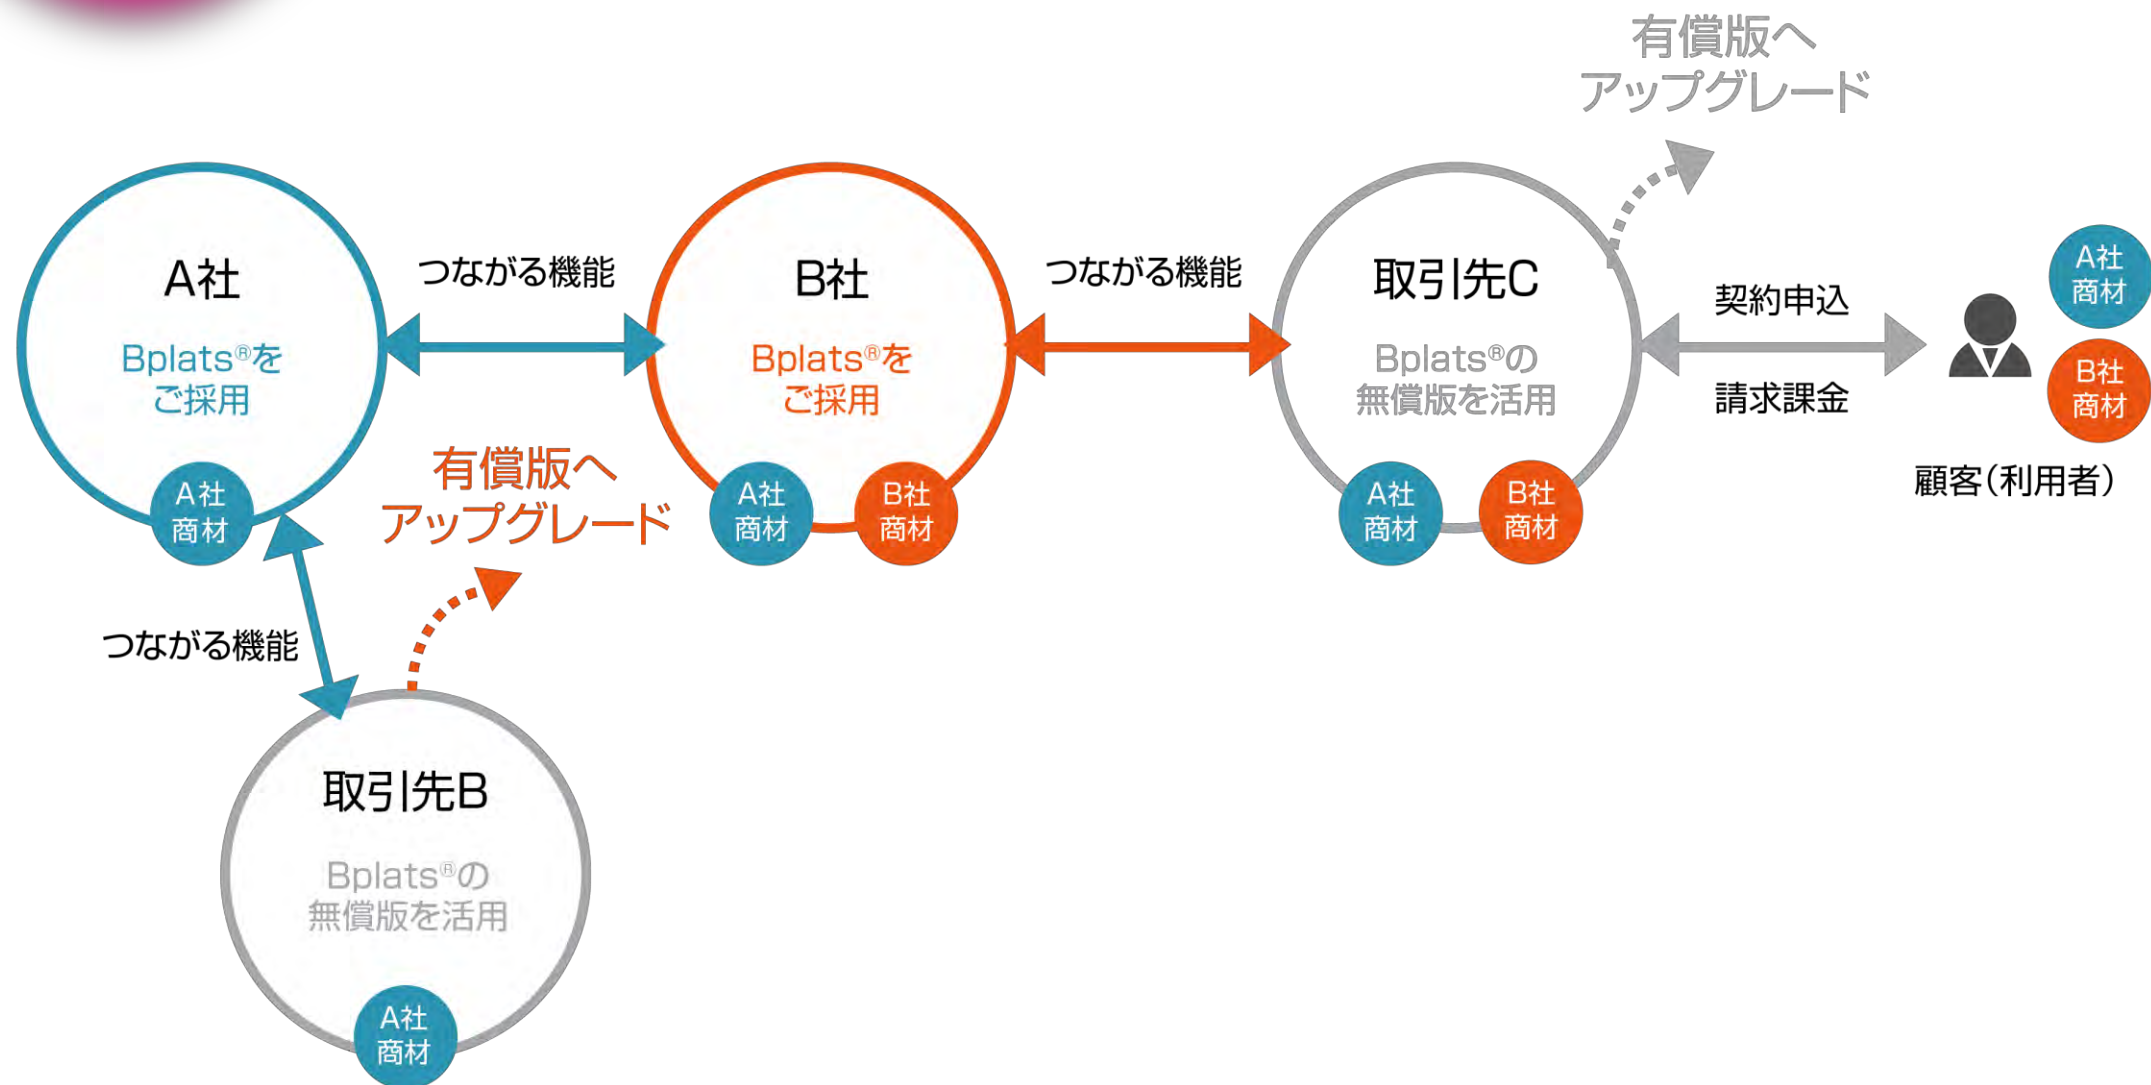 有償版へ
アップグレード
A社
Bplats®を
ご採用
A社
商材
つながる機能
B社
Bplats®を
ご採用
A社
商材
B社
商材
つながる機能
取引先C
Bplats®の
無償版を活用
A社
商材
B社
商材
契約申込
請求課金
A社
商材
B社
商材
顧客(利用者)
有償版へ
アップグレード
つながる機能
取引先B
Bplats®の
無償版を活用
A社
商材